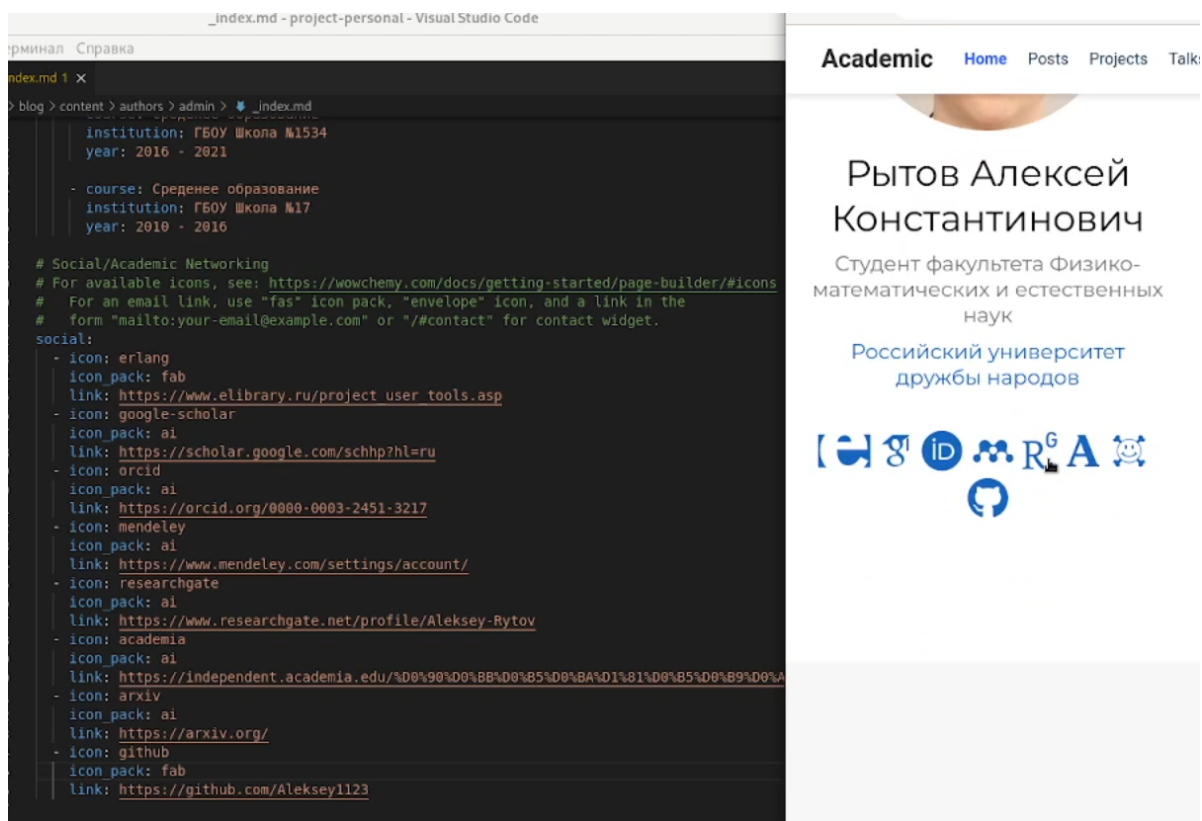 _index.md - project-personal - Visual Studio Code
ерминал Справка
ndex.md 1 ×
> blog > content > authors > admin > _index.md
institution: ГБОУ Школа №1534
year: 2016 - 2021
- course: Среденее образование
institution: ГБОУ Школа №17
year: 2010 - 2016
# Social/Academic Networking
# For available icons, see: https://wowchemy.com/docs/getting-started/page-builder/#icons
#   For an email link, use "fas" icon pack, "envelope" icon, and a link in the
#   form "mailto:your-email@example.com" or "/#contact" for contact widget.
social:
- icon: erlang
icon_pack: fab
link: https://www.elibrary.ru/project_user_tools.asp
- icon: google-scholar
icon_pack: ai
link: https://scholar.google.com/schhp?hl=ru
- icon: orcid
icon_pack: ai
link: https://orcid.org/0000-0003-2451-3217
- icon: mendeley
icon_pack: ai
link: https://www.mendeley.com/settings/account/
- icon: researchgate
icon_pack: ai
link: https://www.researchgate.net/profile/Aleksey-Rytov
- icon: academia
icon_pack: ai
link: https://independent.academia.edu/%D0%90%D0%BB%D0%B5%D0%BA%D1%81%D0%B5%D0%B9%D0%A
- icon: arxiv
icon_pack: ai
link: https://arxiv.org/
- icon: github
icon_pack: fab
link: https://github.com/Aleksey1123
Academic Home Posts Projects Talks
Рытов Алексей
Константинович
Студент факультета Физико-
математических и естественных
наук
Российский университет
дружбы народов